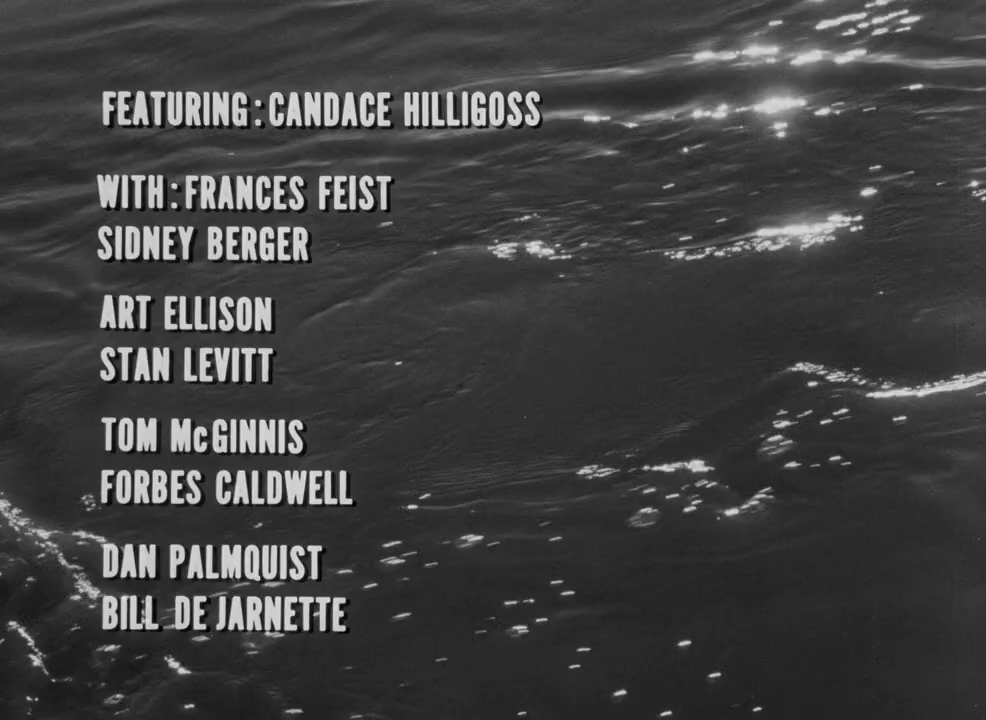 FEATURING: CANDACE HILLIGOSS
WITH: FRANCES FEIST
SIDNEY BERGER
ART ELLISON
STAN LEVITT
TOM McGINNIS
FORBES CALDWELL
DAN PALMQUIST
BILL DE JARNETTE